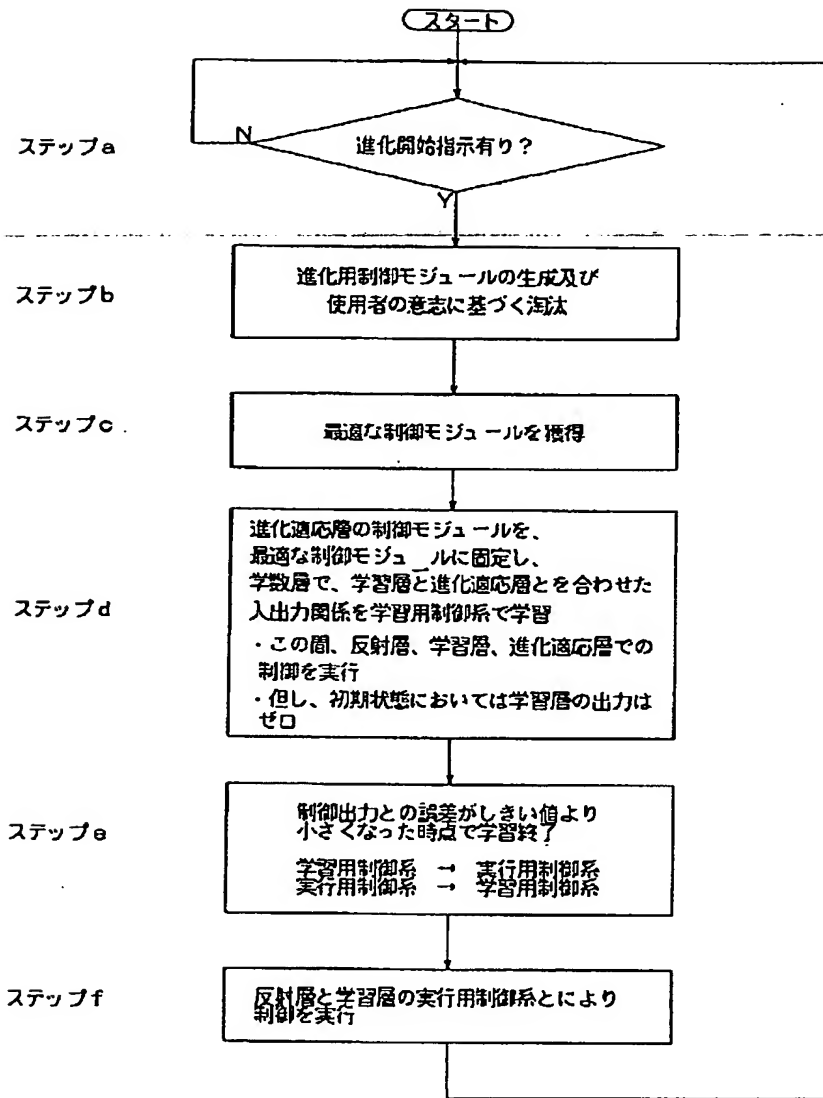 スタート
ステップa
N
進化開始指示有り?
Y
ステップb
進化用制御モジュールの生成及び
使用者の意志に基づく淘汰
ステップc
最適な制御モジュールを獲得
ステップd
進化適応層の制御モジュールを、
最適な制御モジュールに固定し、
学数層で、学習層と進化適応層とを合わせた
入出力関係を学習用制御系で学習
・この間、反射層、学習層、進化適応層での
制御を実行
・但し、初期状態においては学習層の出力は
ゼロ
ステップe
制御出力との誤差がしきい値より
小さくなった時点で学習終了
学習用制御系 → 実行用制御系
実行用制御系 → 学習用制御系
ステップf
反射層と学習層の実行用制御系とにより
制御を実行